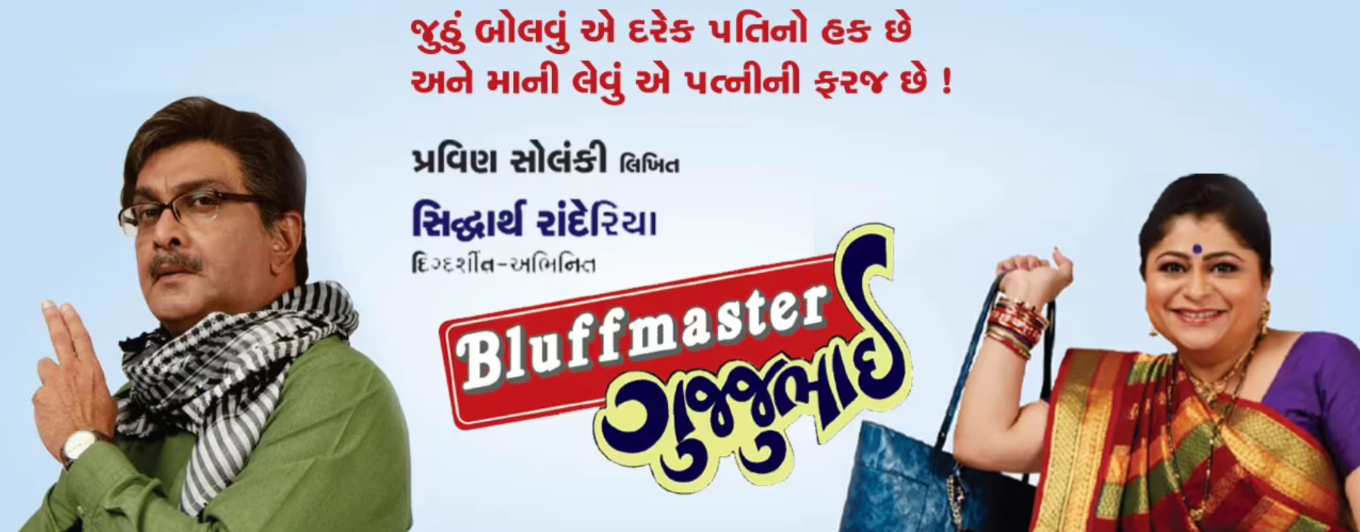 જુઠ્ઠું બોલવું એ દરેક પતિનો હક છે
અને માની લેવું એ પત્નીની ફરજ છે !
પ્રવિણ સોલંકી લિખિત
સિદ્ધાર્થ રાંદેરિયા
દિગ્દર્શીત-અભિનિત
Bluffmaster
ગુજ્જુભાઈ